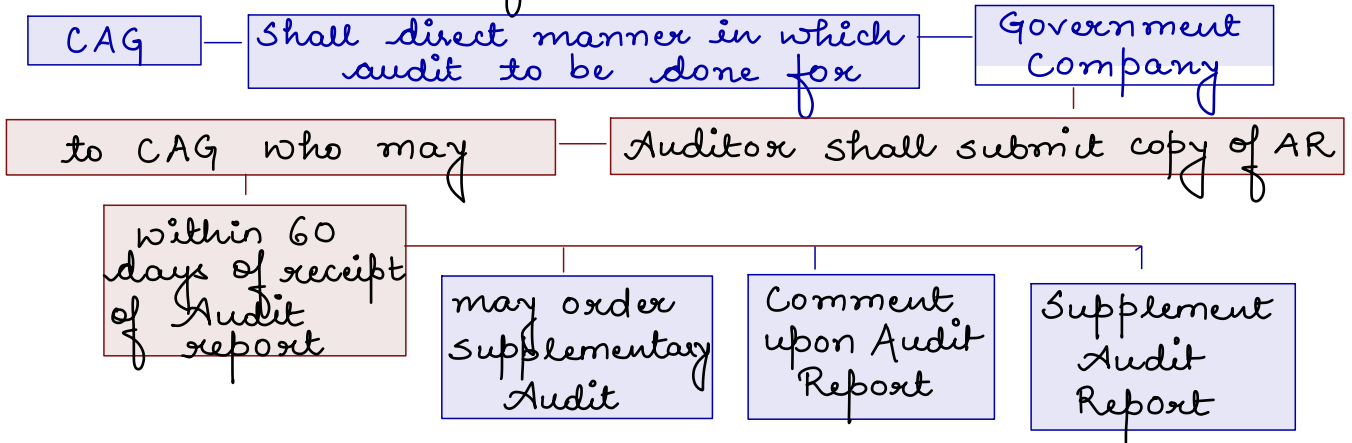 CAG
Shall direct manner in which
audit to be done for
Government
Company
Auditor shall submit copy of AR
to CAG who may
within 60
days of receipt
of Audit
report
may order
supplementary
Audit
Comment
upon Audit
Report
Supplement
Audit
Report